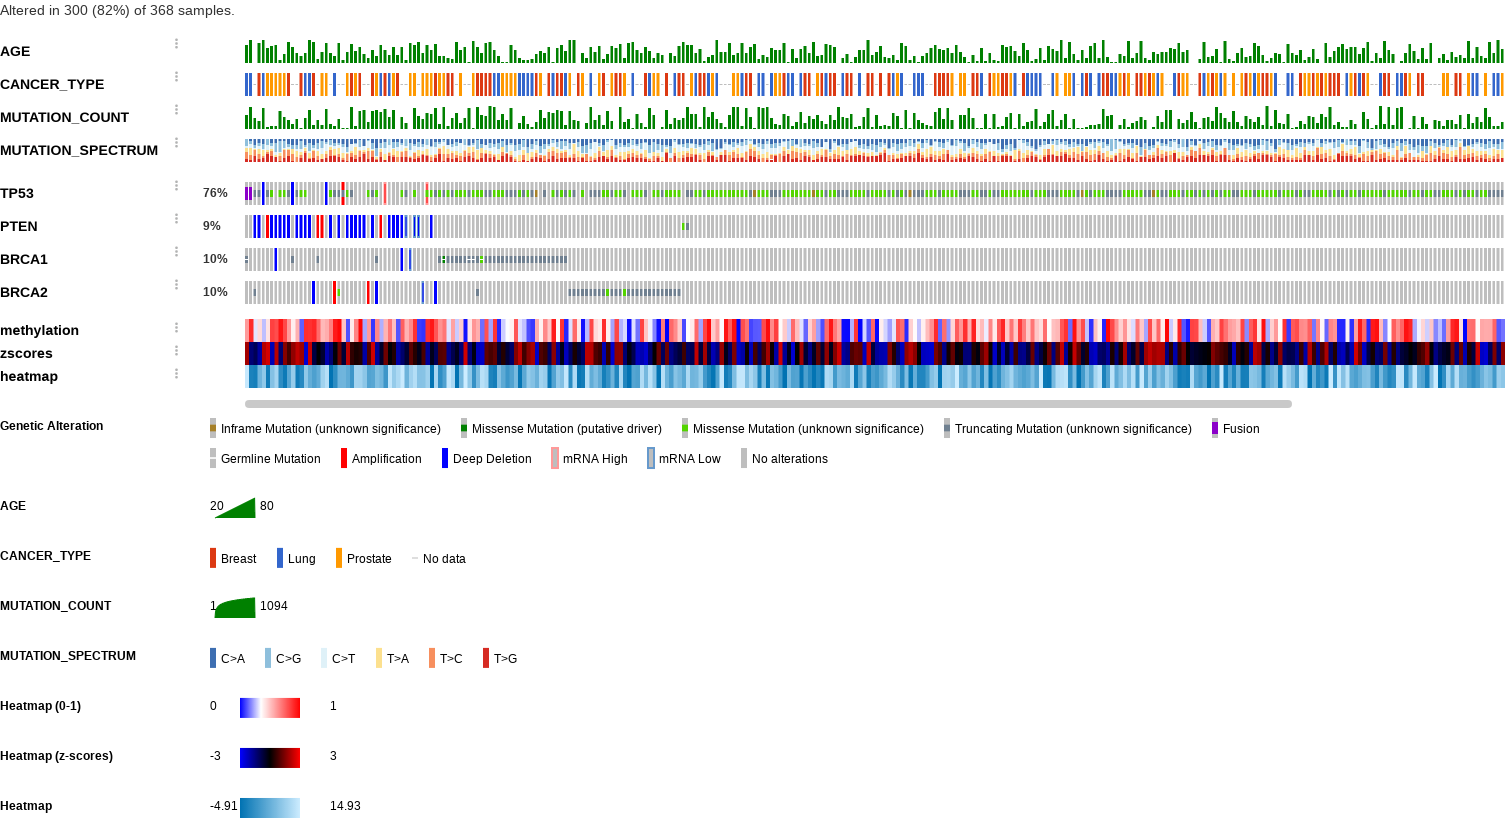 Altered in 300 (82%) of 368 samples.
AGE
CANCER_TYPE
MUTATION_COUNT
MUTATION_SPECTRUM
TP53 76%
PTEN 9%
BRCA1 10%
BRCA2 10%
methylation
zscores
heatmap
Genetic Alteration Inframe Mutation (unknown significance) Missense Mutation (putative driver) Missense Mutation (unknown significance) Truncating Mutation (unknown significance) Fusion
Germline Mutation Amplification Deep Deletion mRNA High mRNA Low No alterations
AGE 20 80
CANCER_TYPE Breast Lung Prostate No data
MUTATION_COUNT 1 1094
MUTATION_SPECTRUM C>A C>G C>T T>A T>C T>G
Heatmap (0-1) 0 1
Heatmap (z-scores) -3 3
Heatmap -4.91 14.93